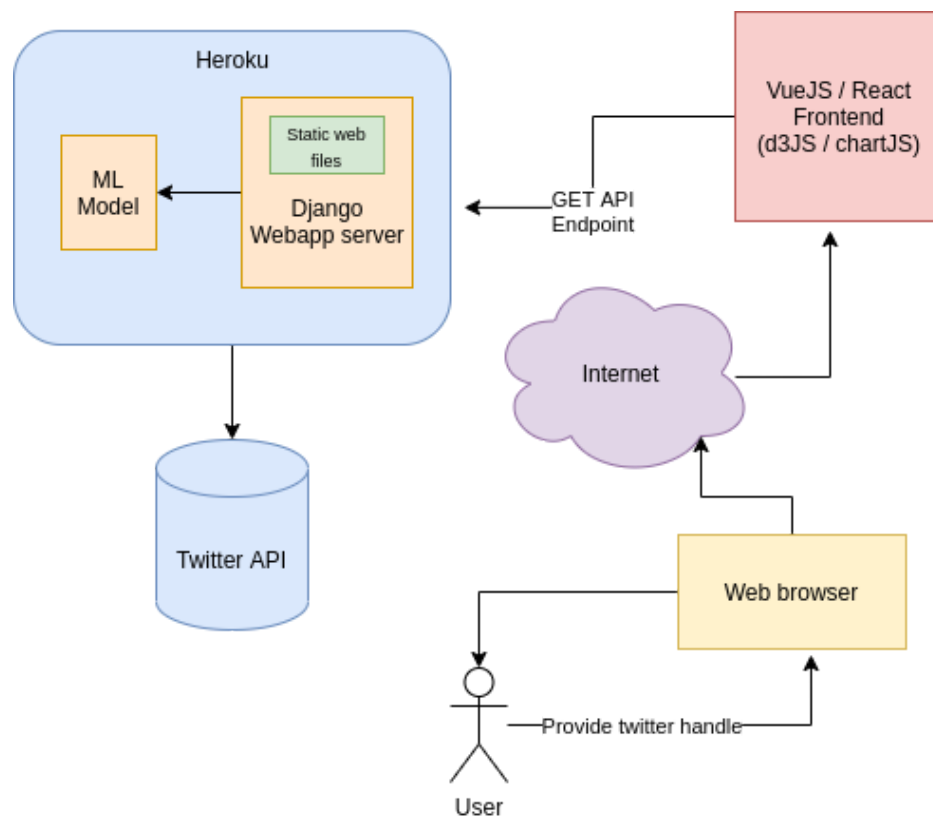 Heroku
Static web
files
ML
Model
Django
Webapp server
VueJS / React
Frontend
(d3JS / chartJS)
GET API
Endpoint
Internet
Twitter API
Web browser
Provide twitter handle
User